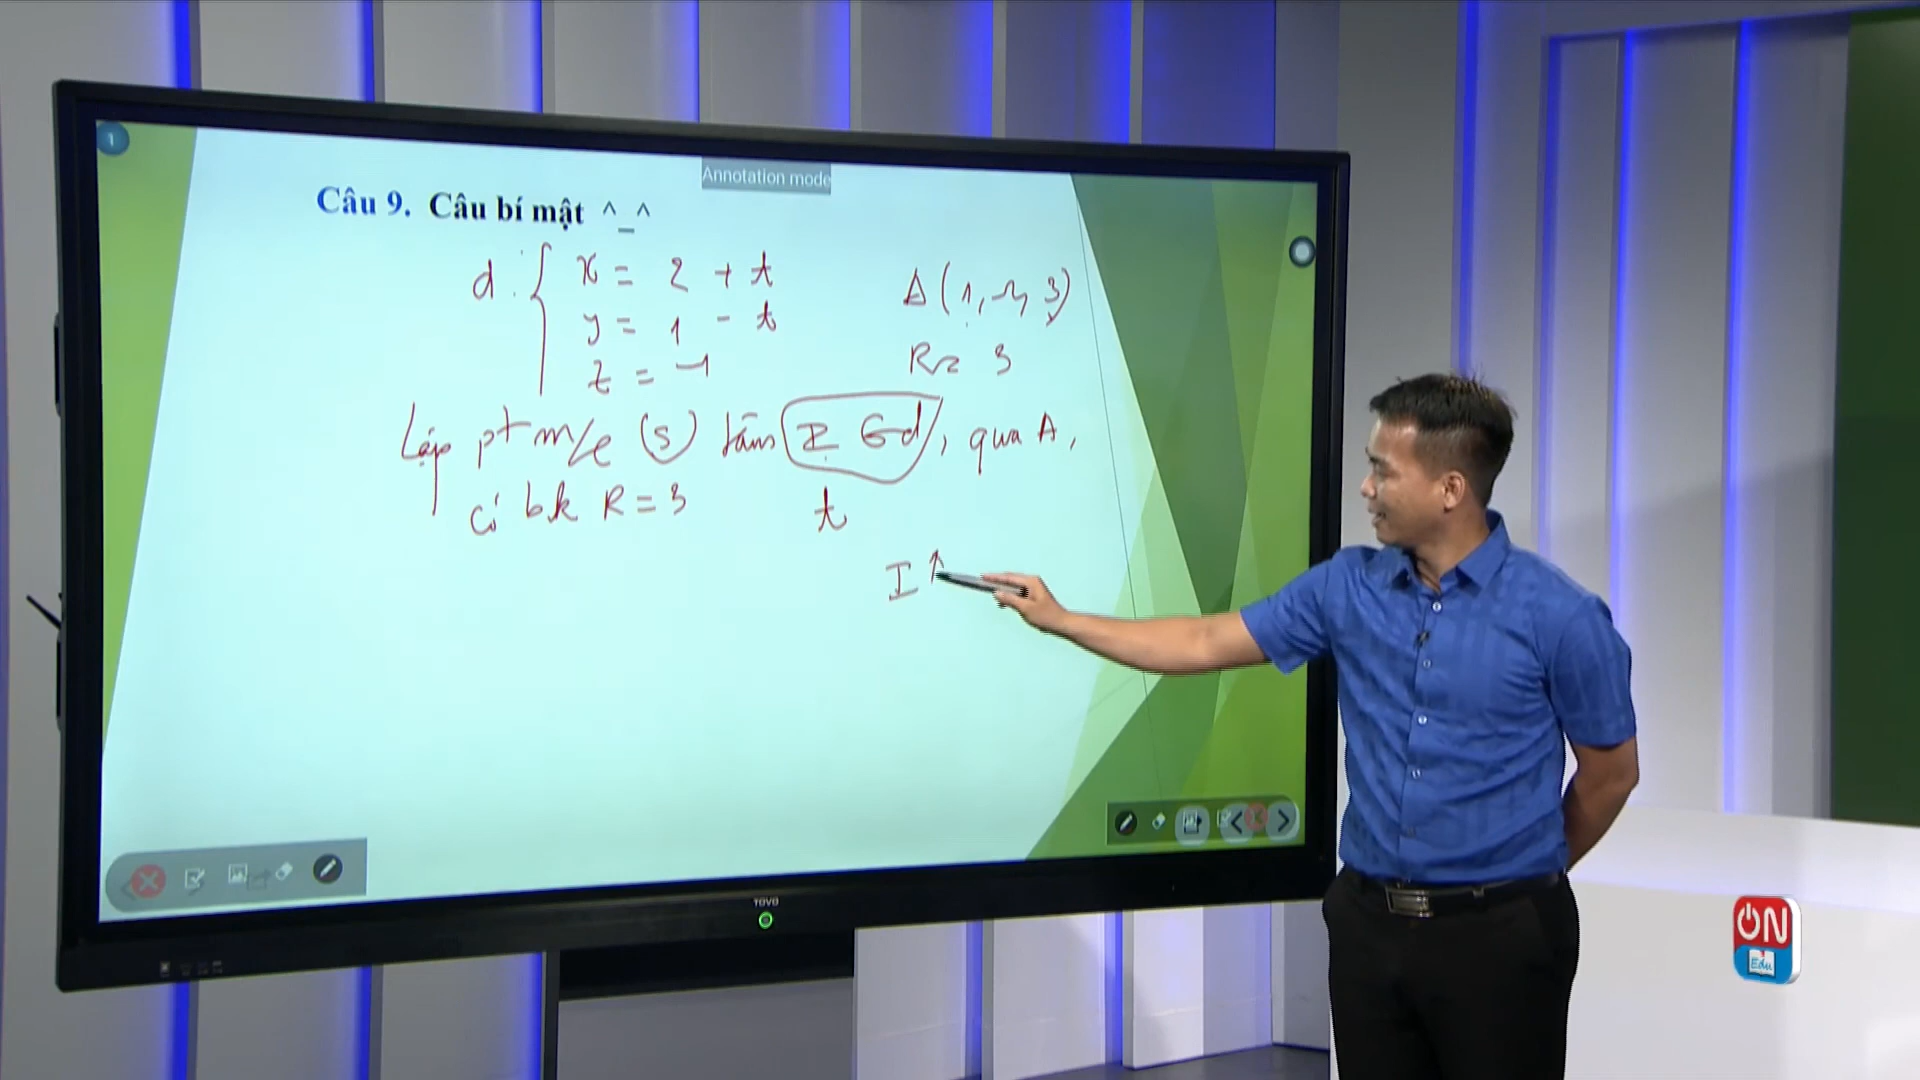 1
Annotation mode
Câu 9. Câu bí mật ^_^
d: { x = 2 + t
y = 1 - t
z = -1
A(1, 3)
R = 3
Lập pt m/c (S) tâm I ∈ d, qua A,
có bk R = 3
t
I
TOVO
ON
Edu